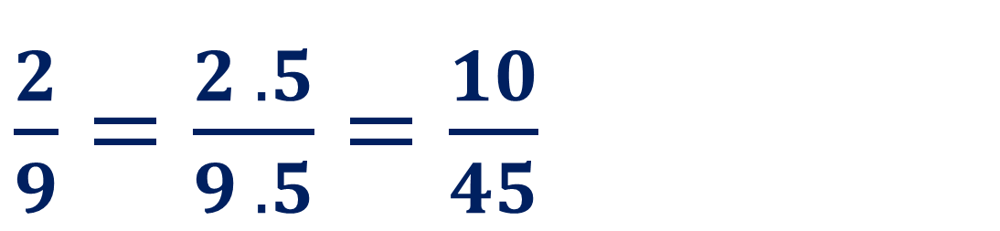 2/9 = 2 .5/9 .5 = 10/45